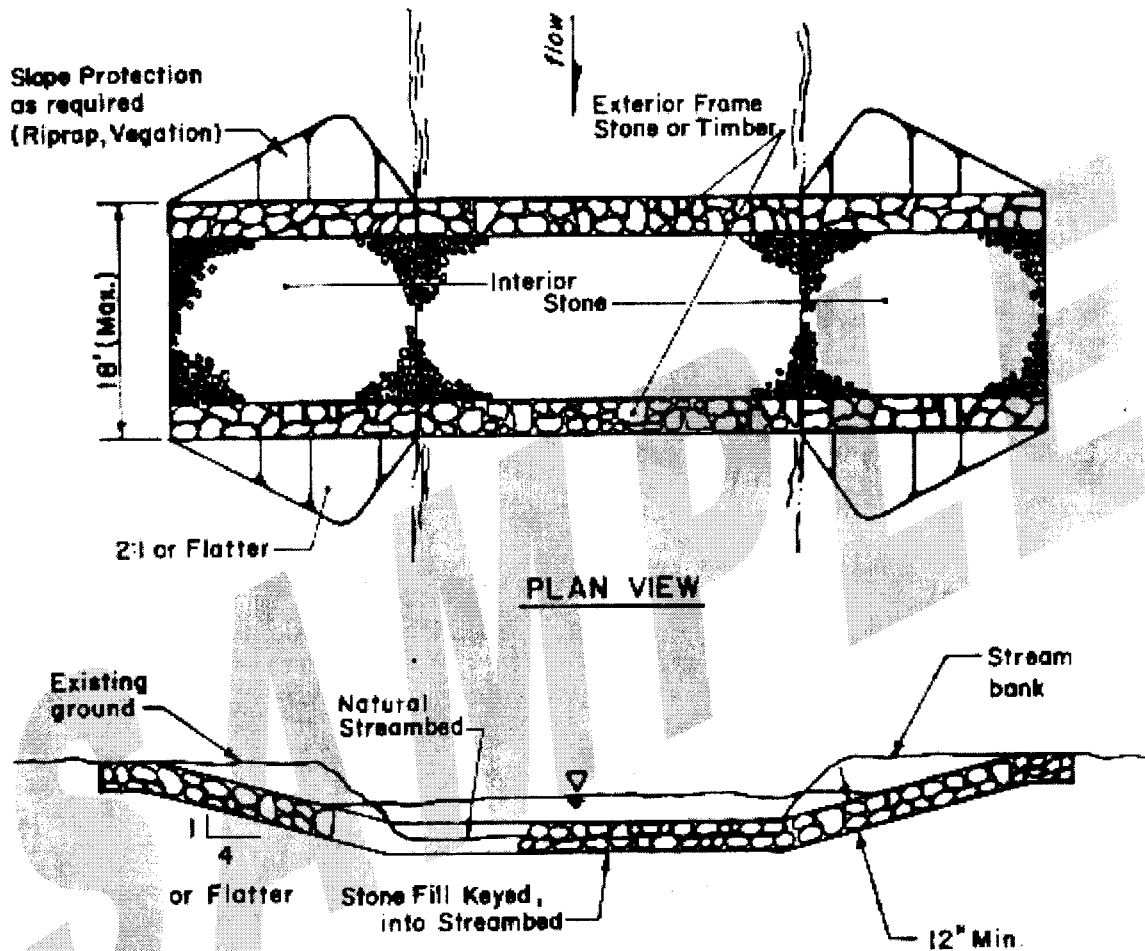 flow
Slope Protection
as required
(Riprap, Vegation)
Exterior Frame
Stone or Timber
Interior
Stone
18' (Max.)
2:1 or Flatter
PLAN VIEW
Existing
ground
Natural
Streambed
Stream
bank
1
4
or Flatter
Stone Fill Keyed,
into Streambed
12" Min.
SAMPLE